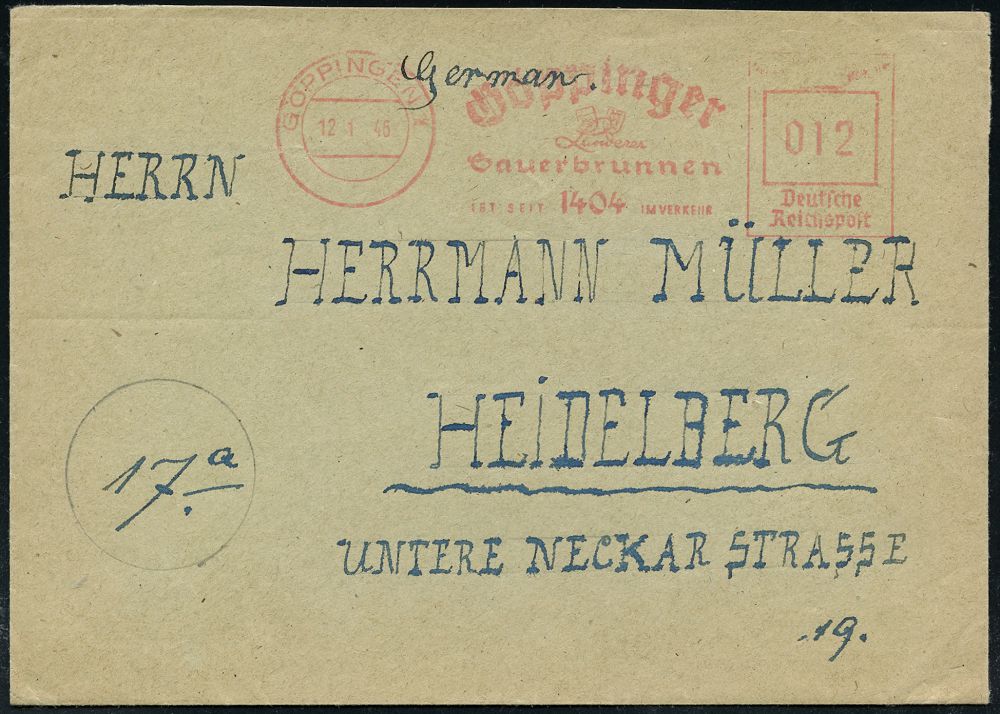 German.
GÖPPINGEN
12 1 46
Göppinger
Sauerbrunnen
IST SEIT 1404 IM VERKEHR
012
Deutsche
Reichspost
HERRN
HERRMANN MÜLLER
HEiDELBERG
17.a
UNTERE NECKAR STRASSE
.19.